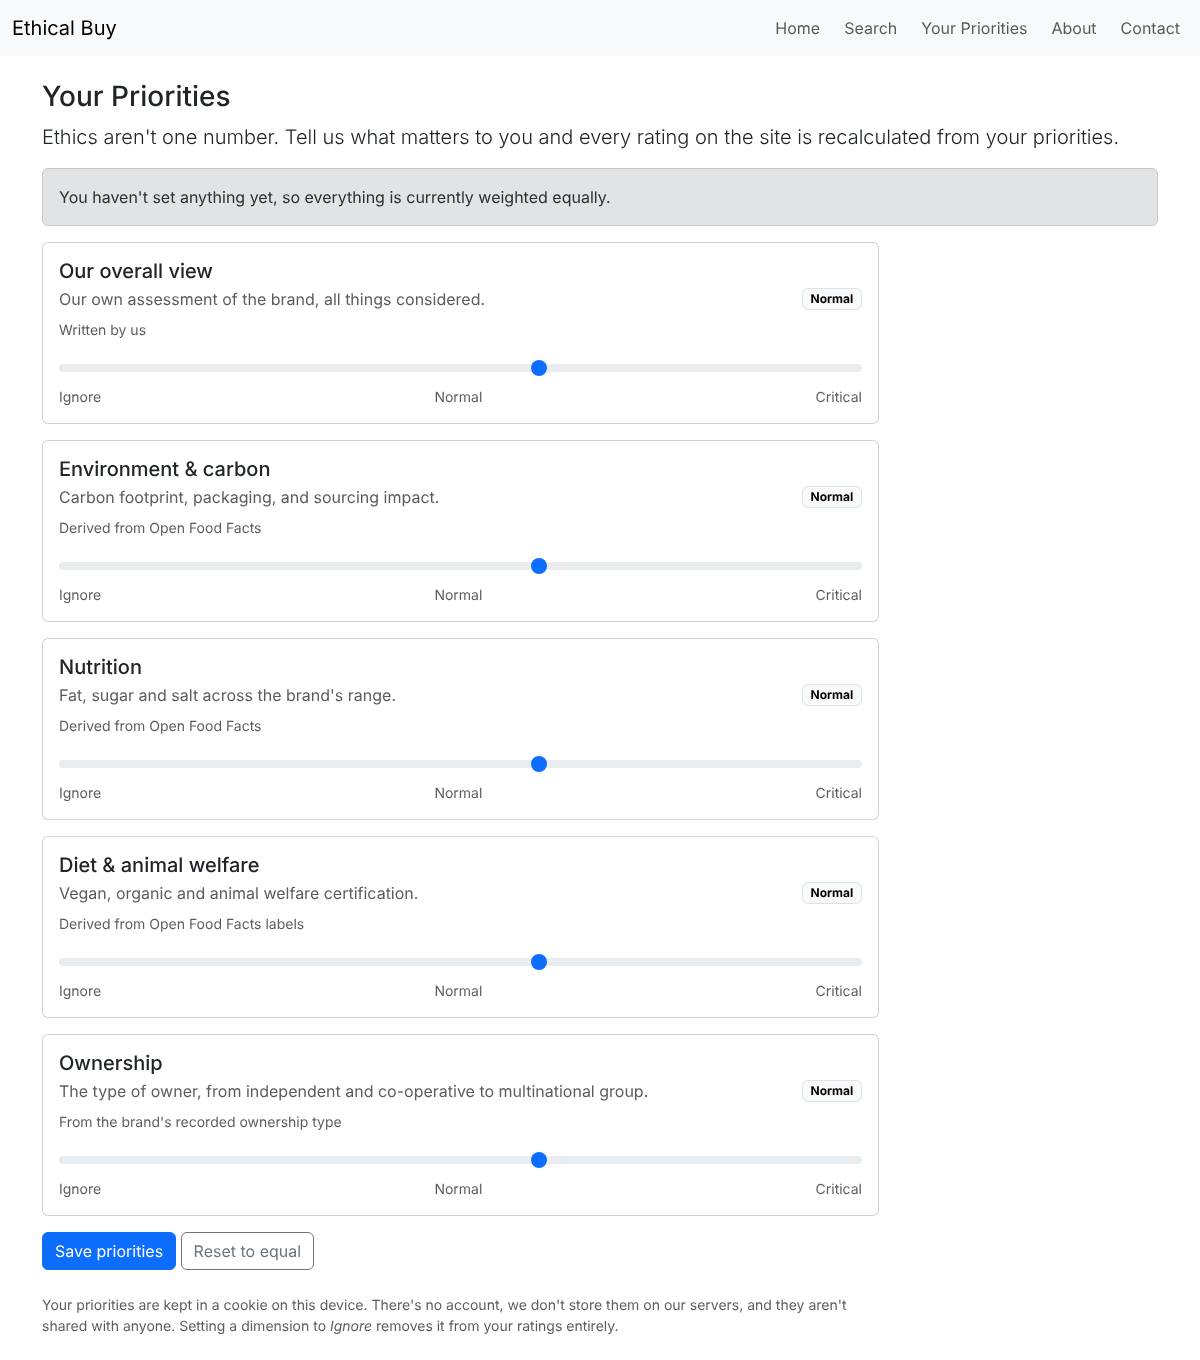 Ethical Buy
Home Search Your Priorities About Contact
Your Priorities
Ethics aren't one number. Tell us what matters to you and every rating on the site is recalculated from your priorities.
You haven't set anything yet, so everything is currently weighted equally.
Our overall view
Our own assessment of the brand, all things considered.
Normal
Written by us
Ignore Normal Critical
Environment & carbon
Carbon footprint, packaging, and sourcing impact.
Normal
Derived from Open Food Facts
Ignore Normal Critical
Nutrition
Fat, sugar and salt across the brand's range.
Normal
Derived from Open Food Facts
Ignore Normal Critical
Diet & animal welfare
Vegan, organic and animal welfare certification.
Normal
Derived from Open Food Facts labels
Ignore Normal Critical
Ownership
The type of owner, from independent and co-operative to multinational group.
Normal
From the brand's recorded ownership type
Ignore Normal Critical
Save priorities Reset to equal
Your priorities are kept in a cookie on this device. There's no account, we don't store them on our servers, and they aren't
shared with anyone. Setting a dimension to Ignore removes it from your ratings entirely.